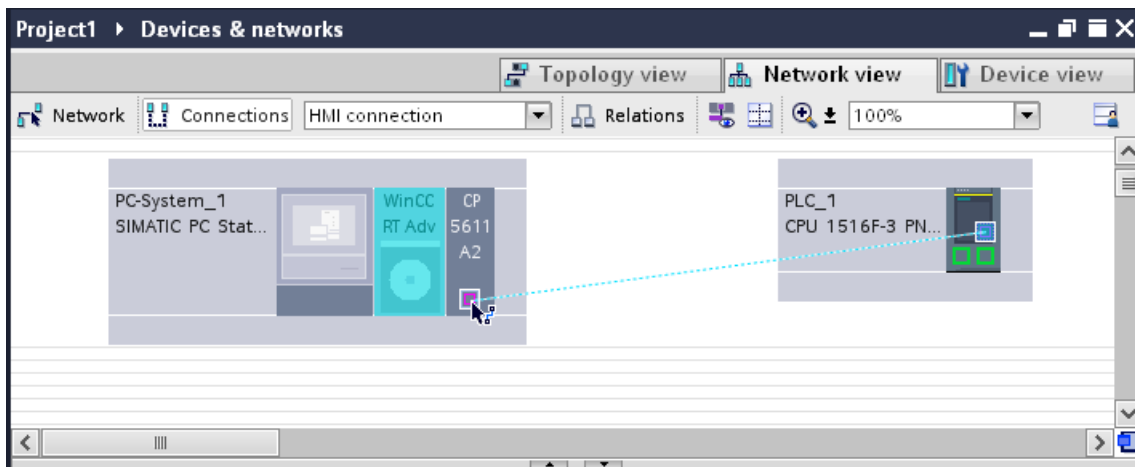 Project1 ▸ Devices & networks
Topology view Network view Device view
Network Connections HMI connection Relations 100%
PC-System_1
SIMATIC PC Stat...
WinCC
RT Adv
CP
5611
A2
PLC_1
CPU 1516F-3 PN...